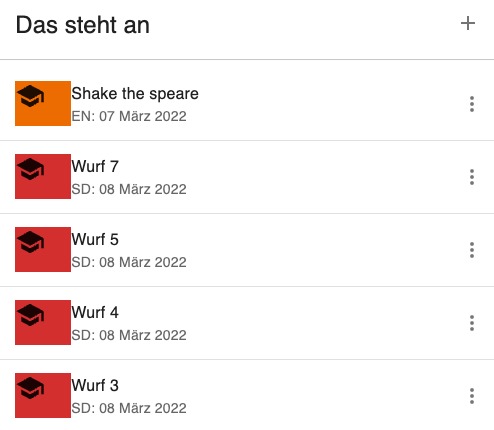 Das steht an
Shake the speare
EN: 07 März 2022
Wurf 7
SD: 08 März 2022
Wurf 5
SD: 08 März 2022
Wurf 4
SD: 08 März 2022
Wurf 3
SD: 08 März 2022